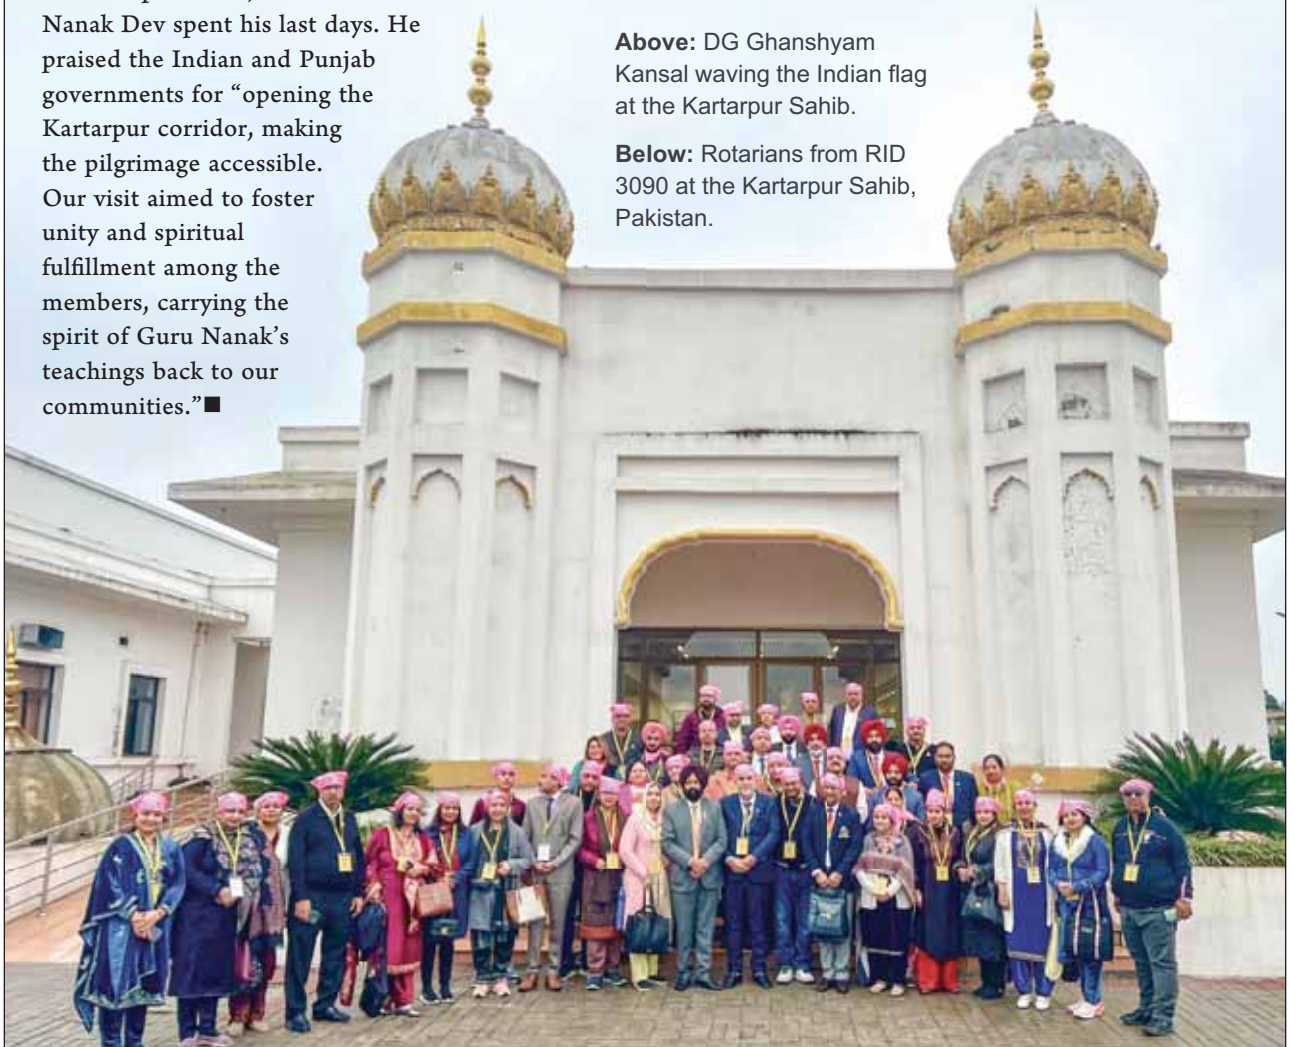 Nanak Dev spent his last days. He
praised the Indian and Punjab
governments for “opening the
Kartarpur corridor, making
the pilgrimage accessible.
Our visit aimed to foster
unity and spiritual
fulfillment among the
members, carrying the
spirit of Guru Nanak’s
teachings back to our
communities.”■
Above: DG Ghanshyam
Kansal waving the Indian flag
at the Kartarpur Sahib.
Below: Rotarians from RID
3090 at the Kartarpur Sahib,
Pakistan.